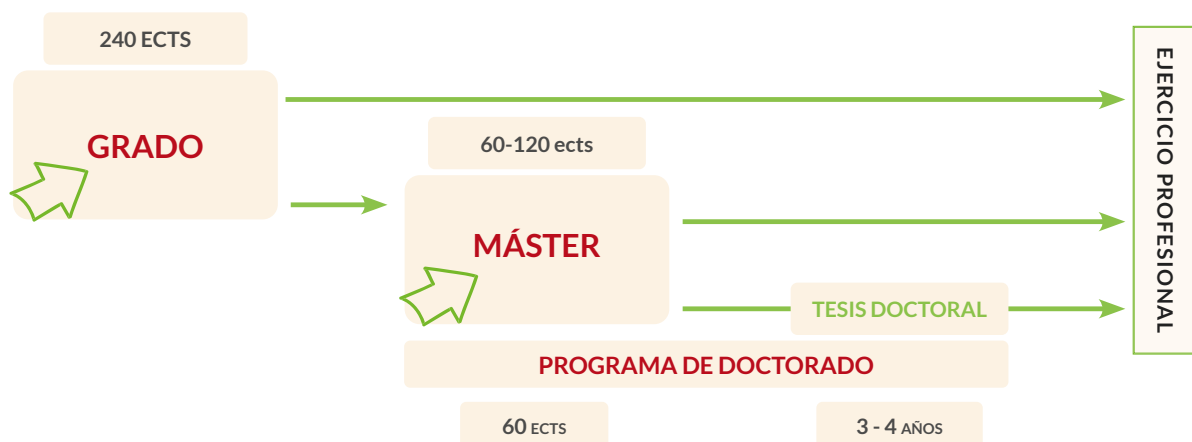 240 ECTS
GRADO
60-120 ects
MÁSTER
TESIS DOCTORAL
PROGRAMA DE DOCTORADO
60 ECTS
3 - 4 AÑOS
EJERCICIO PROFESIONAL